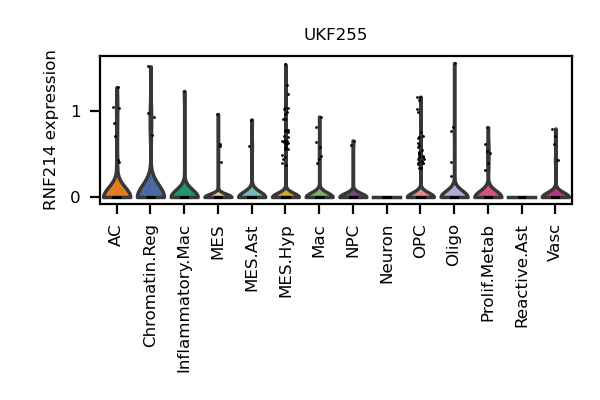 UKF255
RNF214 expression
1
0
AC
Chromatin.Reg
Inflammatory.Mac
MES
MES.Ast
MES.Hyp
Mac
NPC
Neuron
OPC
Oligo
Prolif.Metab
Reactive.Ast
Vasc